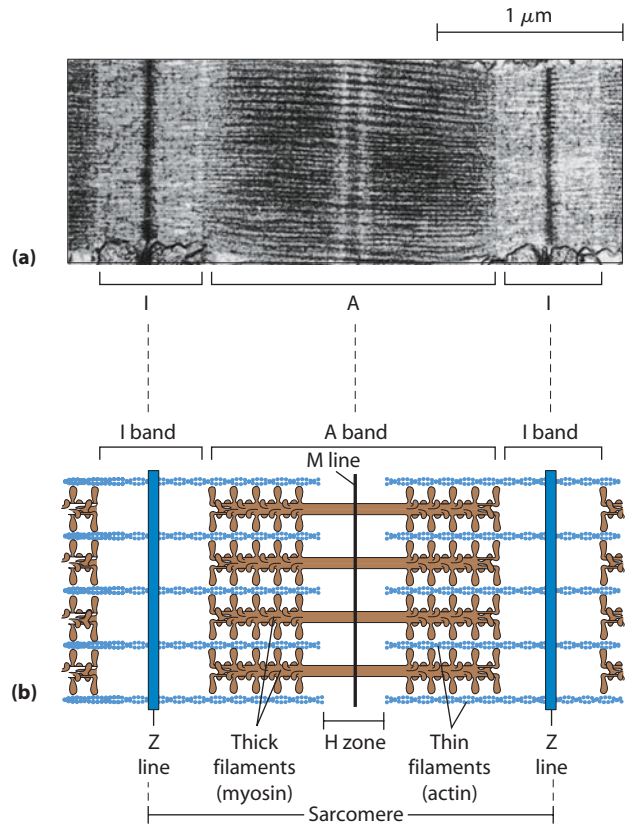 1 μm
(a)
I A I
I band A band I band
M line
(b)
Z line
Thick filaments (myosin)
H zone
Thin filaments (actin)
Z line
Sarcomere